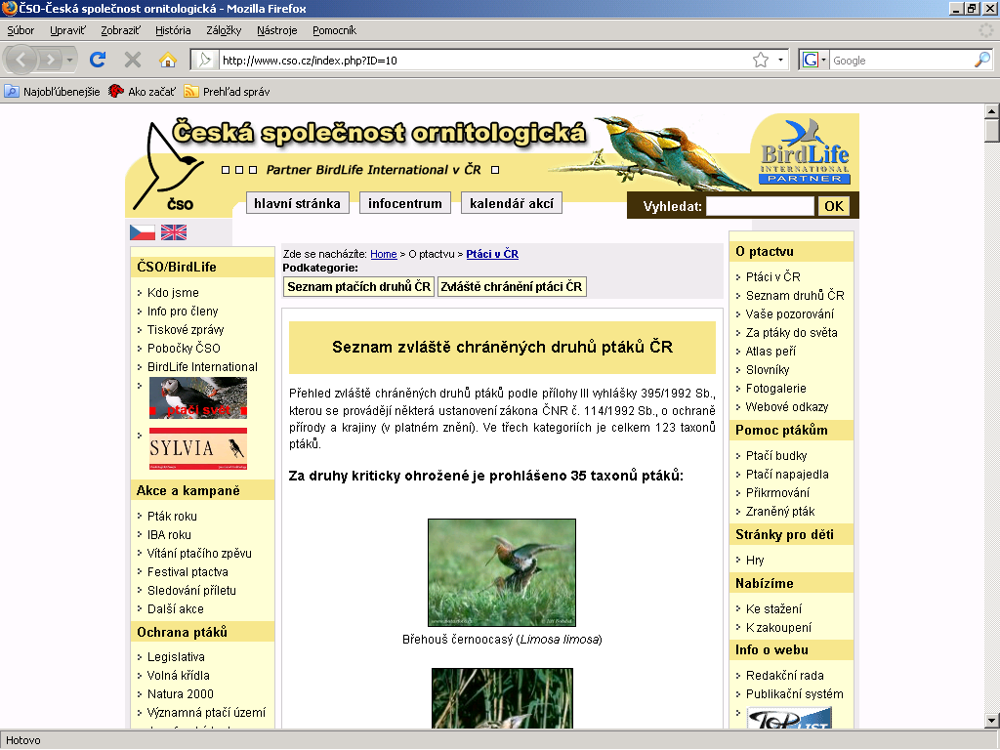 ČSO-Česká společnost ornitologická - Mozilla Firefox
Súbor Upraviť Zobraziť História Záložky Nástroje Pomocník
http://www.cso.cz/index.php?ID=10
G Google
Najobľúbenejšie Ako začať Prehľad správ
Česká společnost ornitologická
Partner BirdLife International v ČR
ČSO
BirdLife
INTERNATIONAL
PARTNER
hlavní stránka infocentrum kalendář akcí
Vyhledat: OK
ČSO/BirdLife
Kdo jsme
Info pro členy
Tiskové zprávy
Pobočky ČSO
BirdLife International
ptačí svět
SYLVIA
Akce a kampaně
Pták roku
IBA roku
Vítání ptačího zpěvu
Festival ptactva
Sledování příletu
Další akce
Ochrana ptáků
Legislativa
Volná křídla
Natura 2000
Významná ptačí území
Zde se nacházíte: Home > O ptactvu > Ptáci v ČR
Podkategorie:
Seznam ptačích druhů ČR Zvláště chránění ptáci ČR
Seznam zvláště chráněných druhů ptáků ČR
Přehled zvláště chráněných druhů ptáků podle přílohy III vyhlášky 395/1992 Sb.,
kterou se provádějí některá ustanovení zákona ČNR č. 114/1992 Sb., o ochraně
přírody a krajiny (v platném znění). Ve třech kategoriích je celkem 123 taxonů
ptáků.
Za druhy kriticky ohrožené je prohlášeno 35 taxonů ptáků:
Břehouš černoocasý (Limosa limosa)
O ptactvu
Ptáci v ČR
Seznam druhů ČR
Vaše pozorování
Za ptáky do světa
Atlas peří
Slovníky
Fotogalerie
Webové odkazy
Pomoc ptákům
Ptačí budky
Ptačí napajedla
Přikrmování
Zraněný pták
Stránky pro děti
Hry
Nabízíme
Ke stažení
K zakoupení
Info o webu
Redakční rada
Publikační systém
TOPLIST
Hotovo